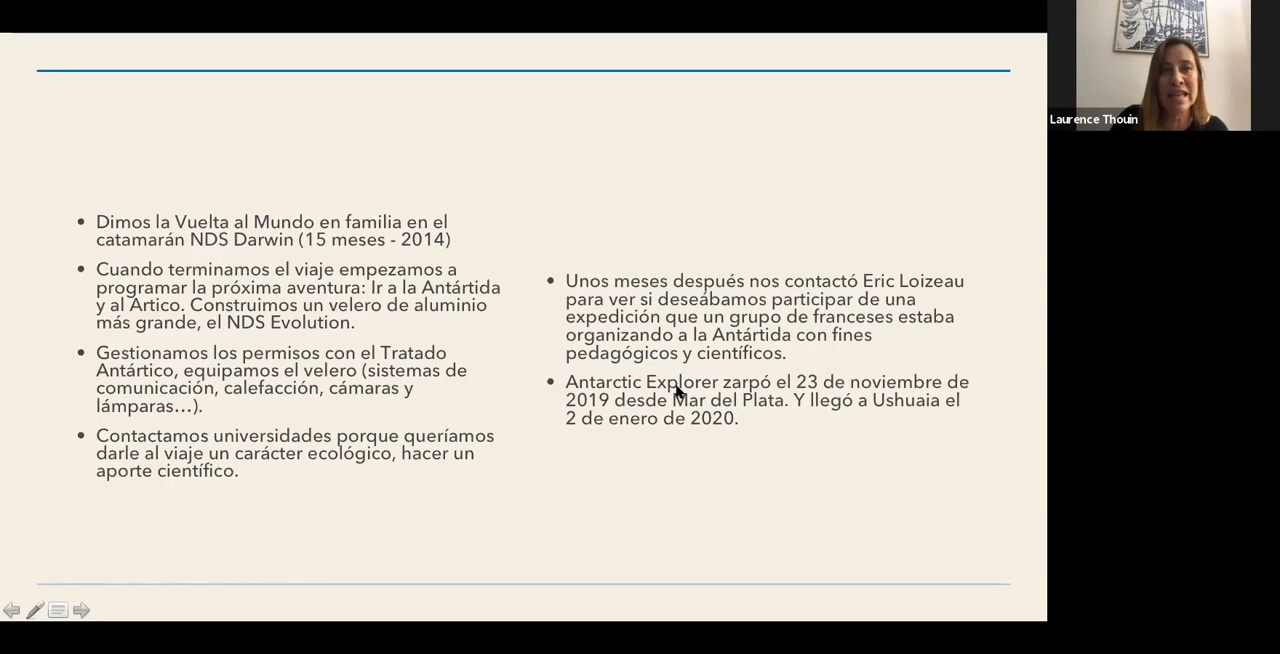 • Dimos la Vuelta al Mundo en familia en el
catamarán NDS Darwin (15 meses - 2014)
• Cuando terminamos el viaje empezamos a
programar la próxima aventura: Ir a la Antártida
y al Artico. Construimos un velero de aluminio
más grande, el NDS Evolution.
• Gestionamos los permisos con el Tratado
Antártico, equipamos el velero (sistemas de
comunicación, calefacción, cámaras y
lámparas...).
• Contactamos universidades porque queríamos
darle al viaje un carácter ecológico, hacer un
aporte científico.
• Unos meses después nos contactó Eric Loizeau
para ver si deseábamos participar de una
expedición que un grupo de franceses estaba
organizando a la Antártida con fines
pedagógicos y científicos.
• Antarctic Explorer zarpó el 23 de noviembre de
2019 desde Mar del Plata. Y llegó a Ushuaia el
2 de enero de 2020.
Laurence Thouin